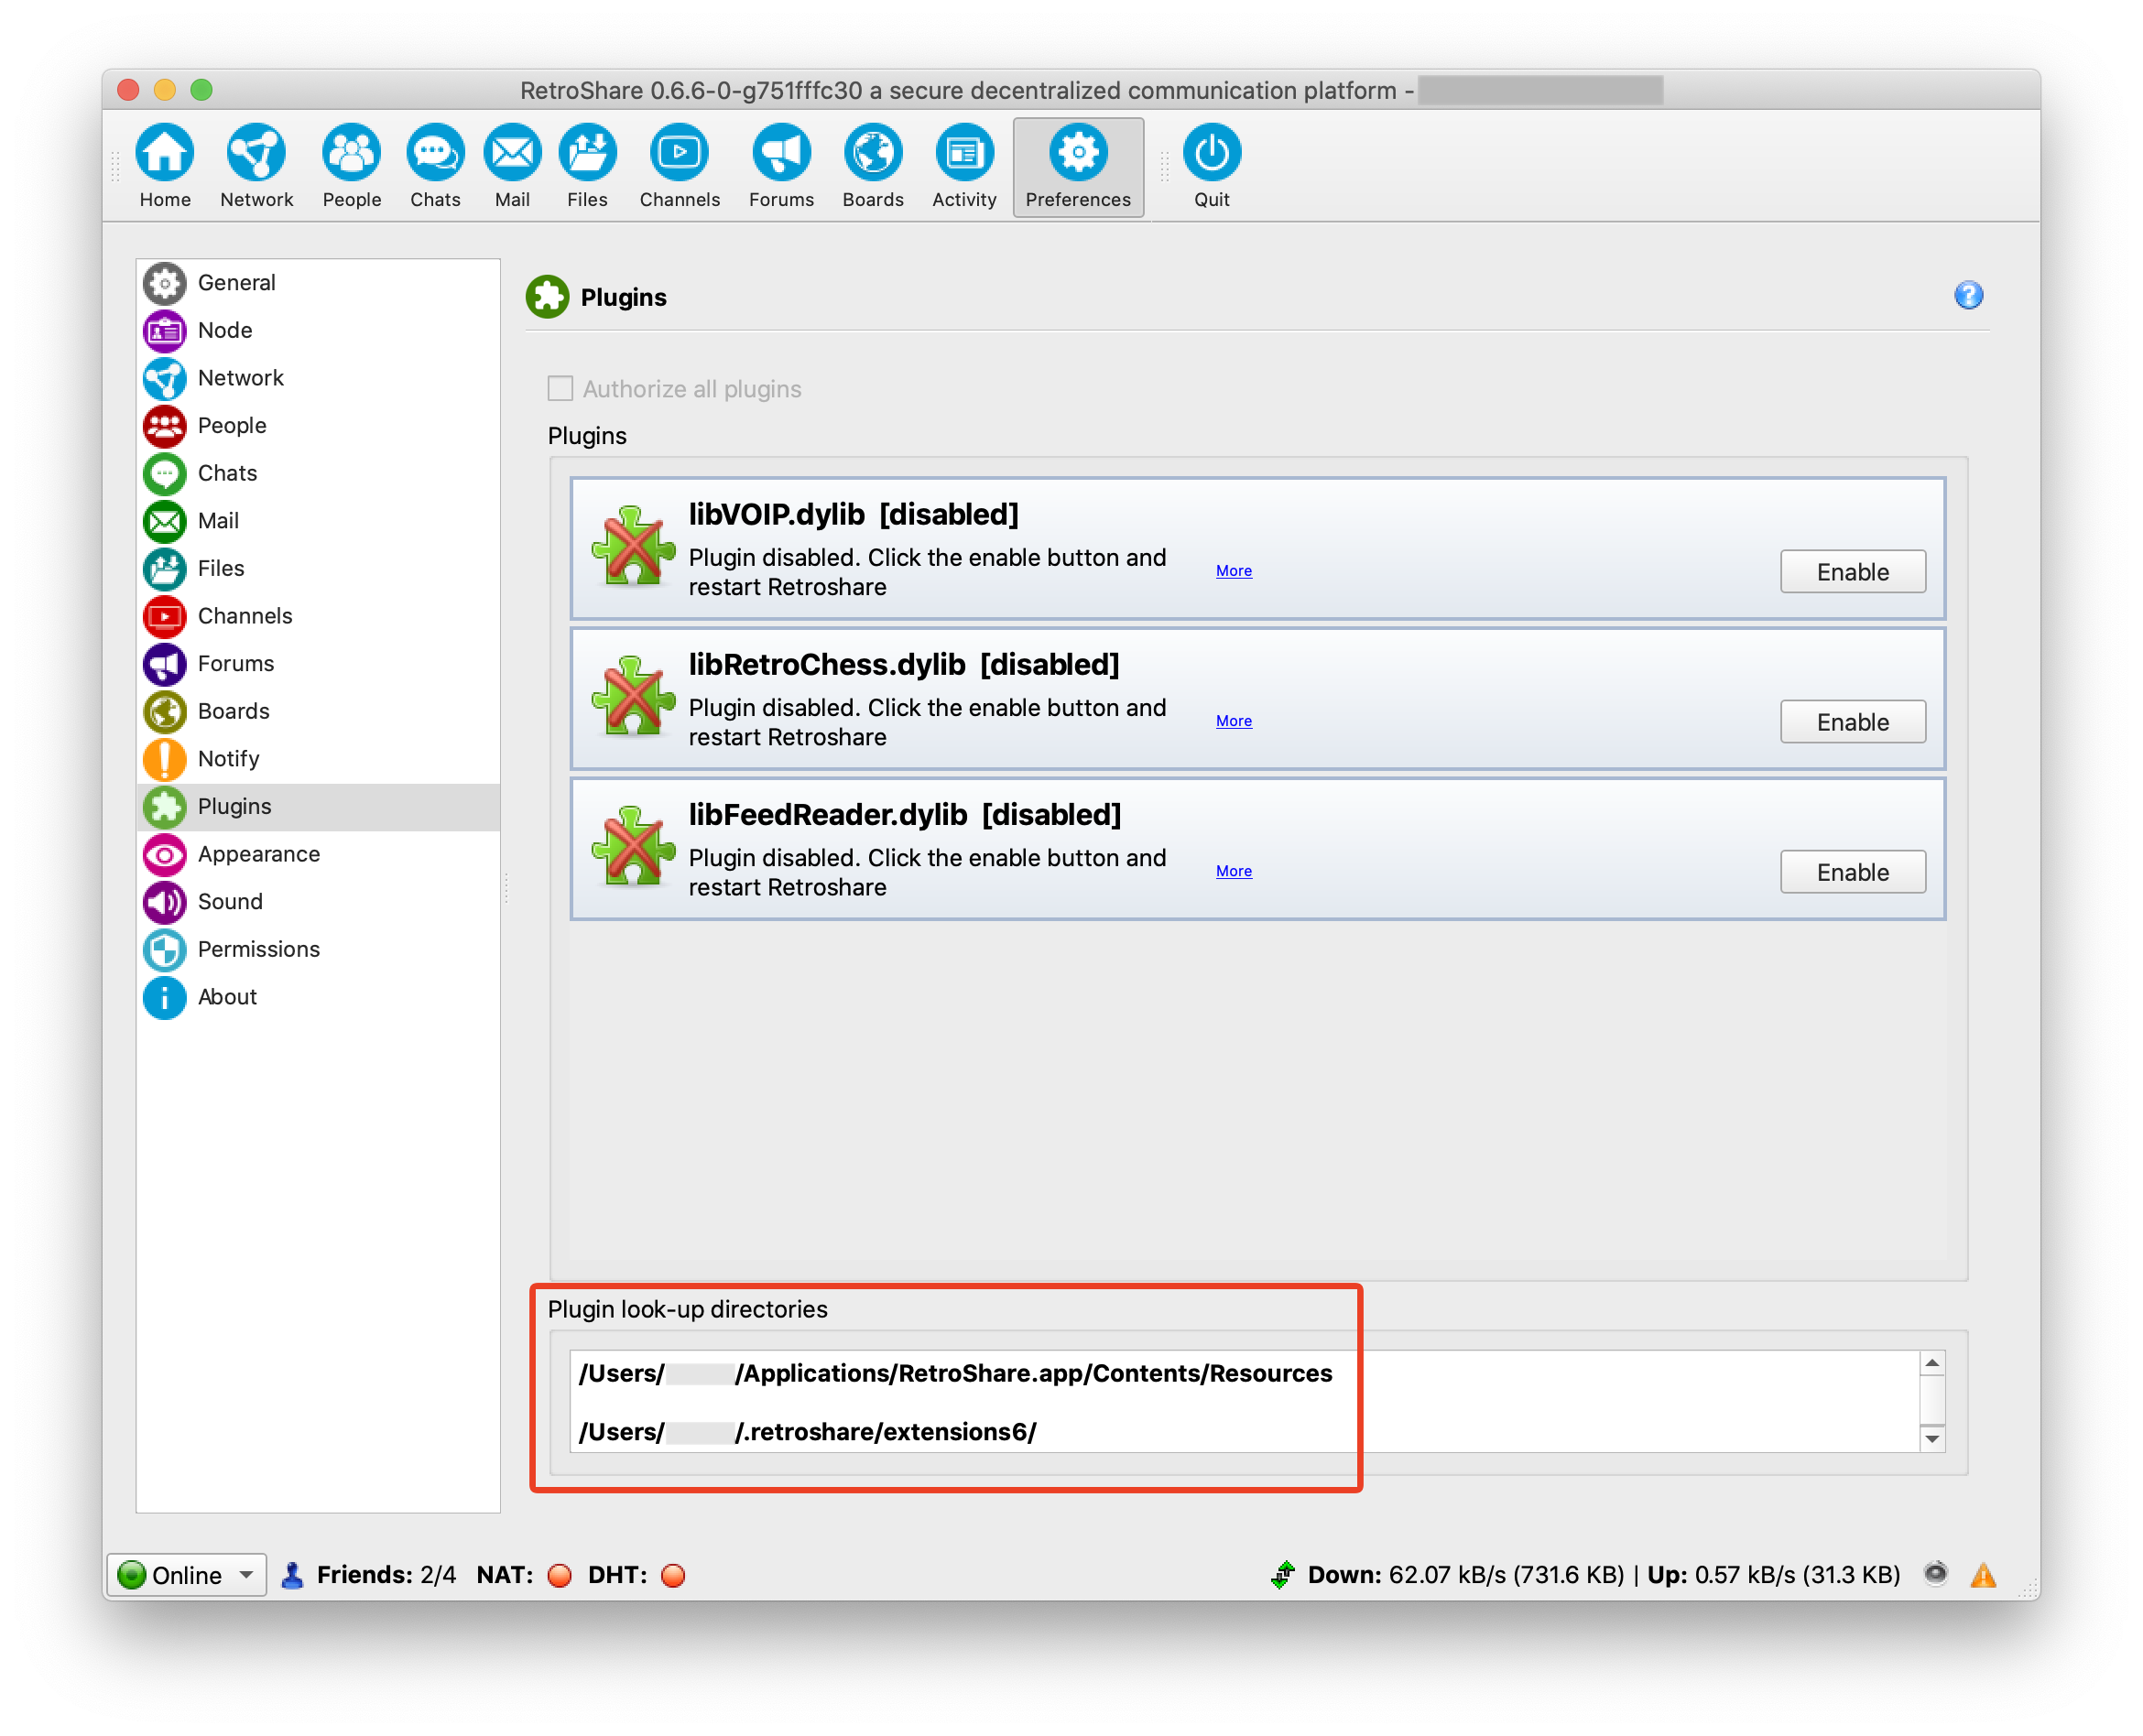 RetroShare 0.6.6-0-g751fffc30 a secure decentralized communication platform -
Home Network People Chats Mail Files Channels Forums Boards Activity Preferences Quit
General
Node
Network
People
Chats
Mail
Files
Channels
Forums
Boards
Notify
Plugins
Appearance
Sound
Permissions
About
Plugins
Authorize all plugins
Plugins
libVOIP.dylib [disabled]
Plugin disabled. Click the enable button and
restart Retroshare
More
Enable
libRetroChess.dylib [disabled]
Plugin disabled. Click the enable button and
restart Retroshare
More
Enable
libFeedReader.dylib [disabled]
Plugin disabled. Click the enable button and
restart Retroshare
More
Enable
Plugin look-up directories
/Users/ /Applications/RetroShare.app/Contents/Resources
/Users/ /.retroshare/extensions6/
Online Friends: 2/4 NAT: DHT: Down: 62.07 kB/s (731.6 KB) | Up: 0.57 kB/s (31.3 KB)